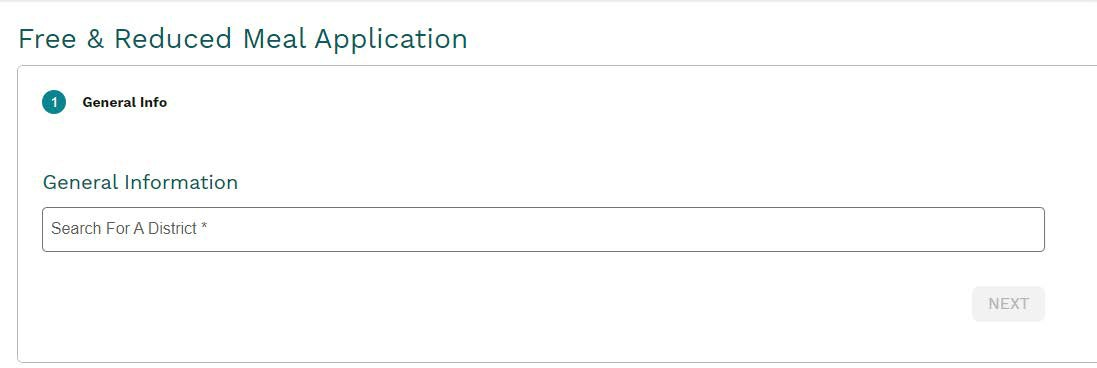 Free & Reduced Meal Application
1 General Info
General Information
Search For A District *
NEXT